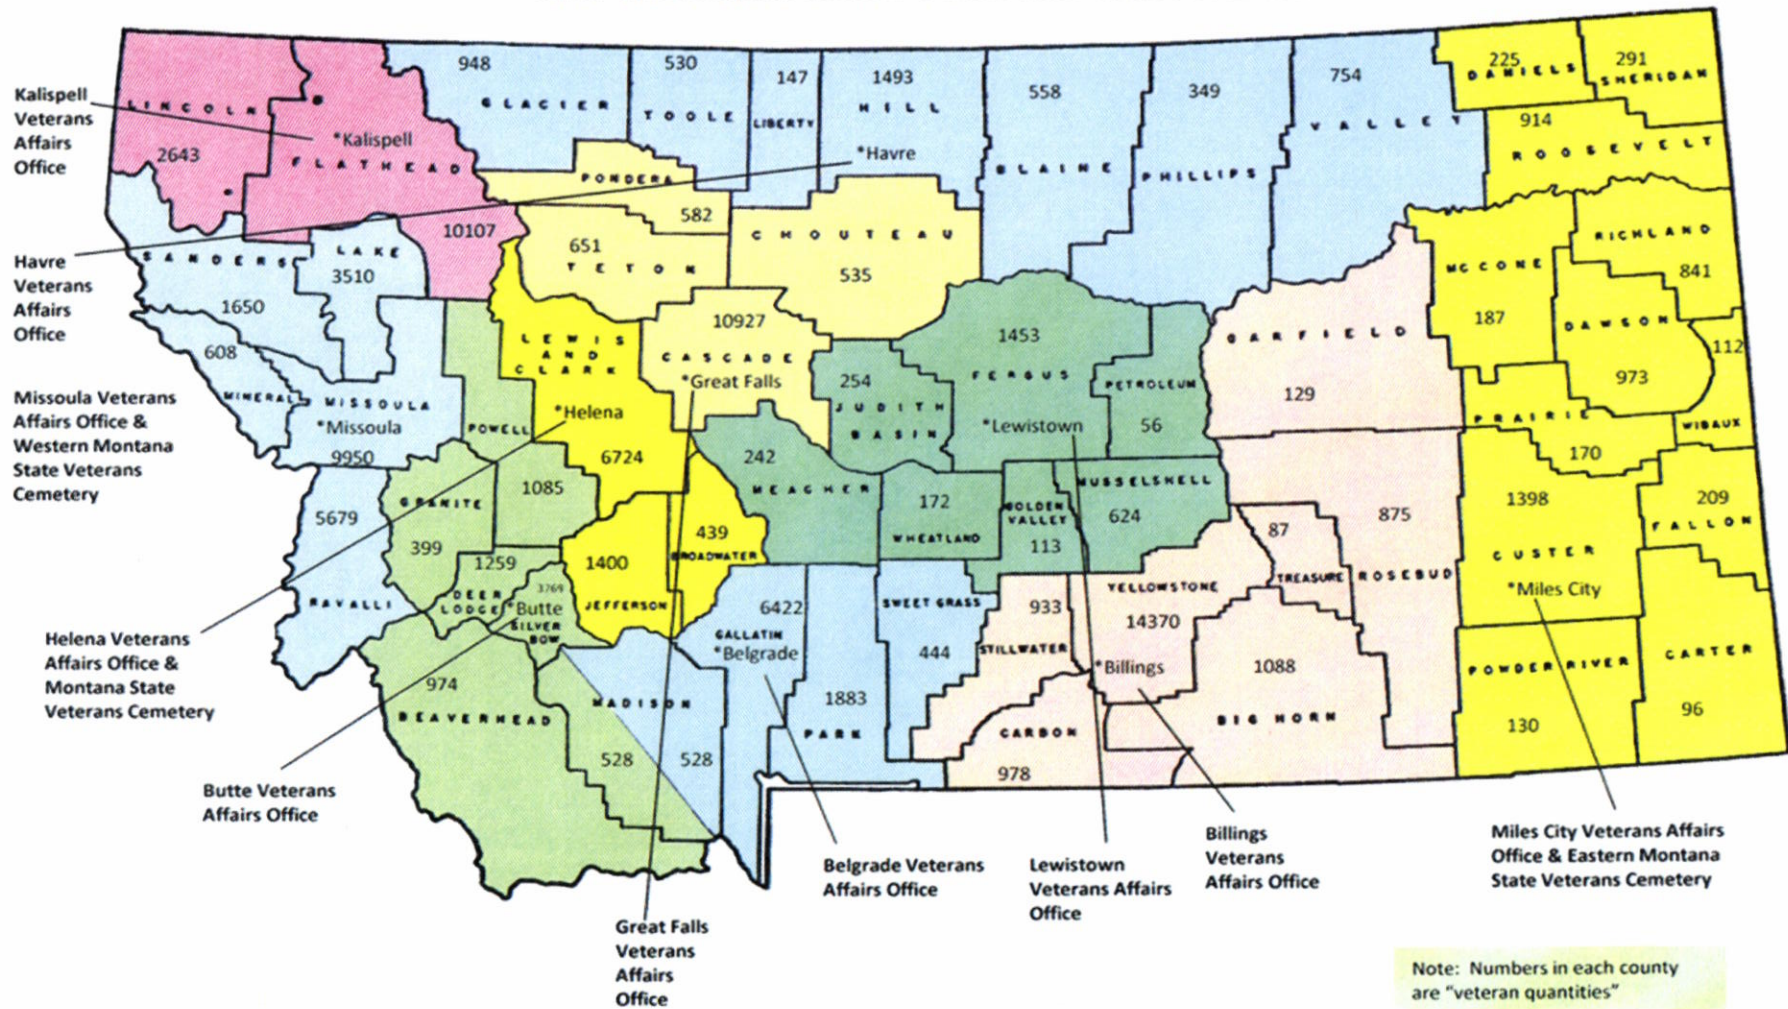 948
530
147
1493
558
349
754
225
291
GLACIER
TOOLE
LIBERTY
HILL
BLAINE
PHILLIPS
VALLEY
DANIELS
SHERIDAN
914
ROOSEVELT
Kalispell
Veterans
Affairs
Office
LINCOLN
2643
*Kalispell
FLATHEAD
10107
*Havre
Havre
Veterans
Affairs
Office
PONDERA
582
651
TETON
CHOUTEAU
535
RICHLAND
841
MCCONE
187
DAWSON
973
112
WIBAUX
SANDERS
1650
LAKE
3510
608
MINERAL
MISSOULA
*Missoula
9950
Missoula Veterans
Affairs Office &
Western Montana
State Veterans
Cemetery
POWELL
1085
LEWIS
AND
CLARK
*Helena
6724
10927
CASCADE
*Great Falls
254
JUDITH
BASIN
1453
FERGUS
*Lewistown
PETROLEUM
56
GARFIELD
129
PRAIRIE
170
242
MEAGHER
172
WHEATLAND
GOLDEN
VALLEY
113
MUSSELSHELL
624
87
TREASURE
875
ROSEBUD
1398
CUSTER
*Miles City
209
FALLON
5679
RAVALLI
GRANITE
399
1259
DEER
LODGE
3769
*Butte
SILVER
BOW
1400
JEFFERSON
439
BROADWATER
6422
GALLATIN
*Belgrade
SWEET GRASS
444
933
STILLWATER
YELLOWSTONE
14370
*Billings
1088
BIG HORN
POWDER RIVER
130
CARTER
96
974
BEAVERHEAD
MADISON
528
528
1883
PARK
CARBON
978
Helena Veterans
Affairs Office &
Montana State
Veterans Cemetery
Butte Veterans
Affairs Office
Great Falls
Veterans
Affairs
Office
Belgrade Veterans
Affairs Office
Lewistown
Veterans Affairs
Office
Billings
Veterans
Affairs Office
Miles City Veterans Affairs
Office & Eastern Montana
State Veterans Cemetery
Note: Numbers in each county
are "veteran quantities"